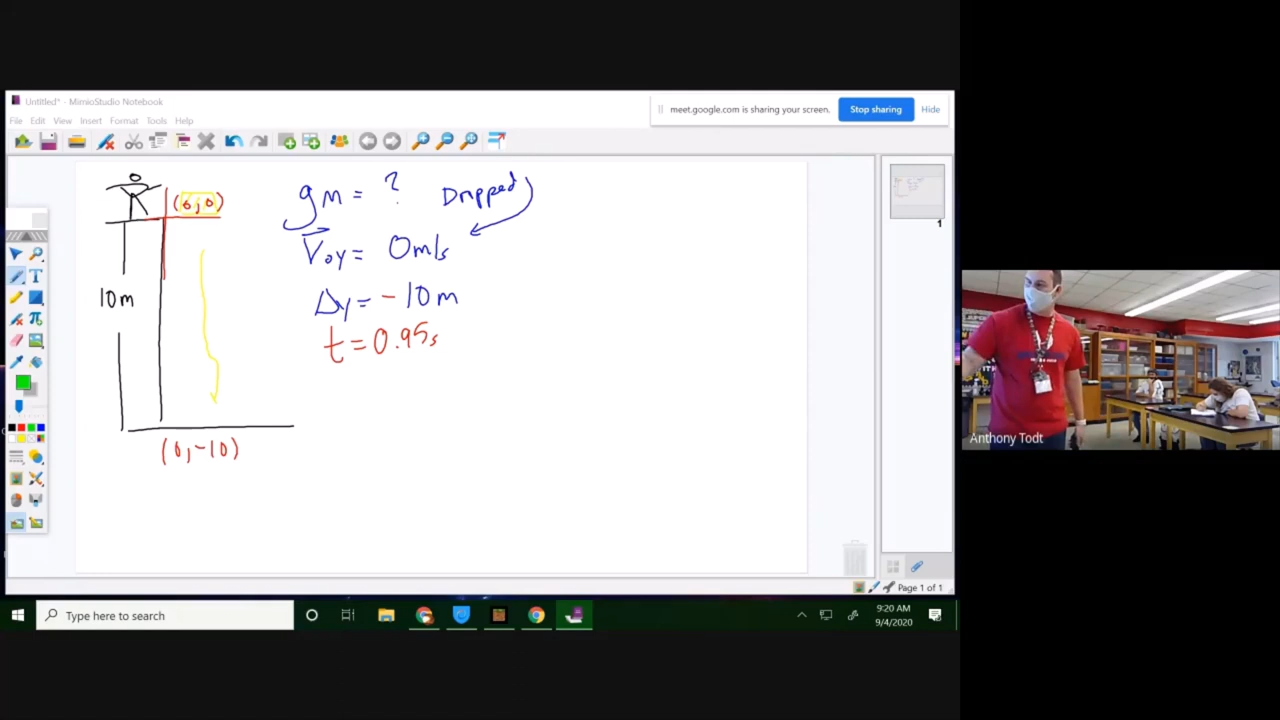 Untitled* - MimioStudio Notebook
meet.google.com is sharing your screen.
Stop sharing
Hide
File Edit View Insert Format Tools Help
(0,0)
gm = ? Dropped
Voy = 0m/s
10m
Δy = -10m
t = 0.95s
(0,-10)
1
Anthony Todt
Page 1 of 1
Type here to search
9:20 AM
9/4/2020